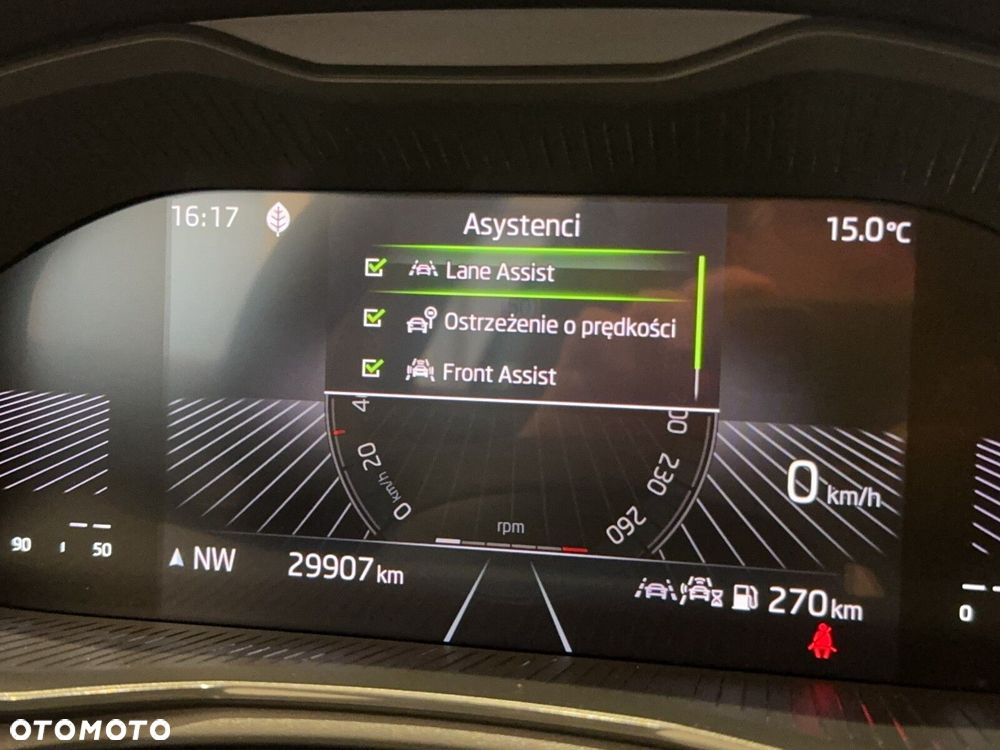 16:17
Asystenci
15.0°C
Lane Assist
Ostrzeżenie o prędkości
Front Assist
20
km/h
0
230
260
rpm
0 km/h
90
50
NW
29907 km
270 km
0
OTOMOTO